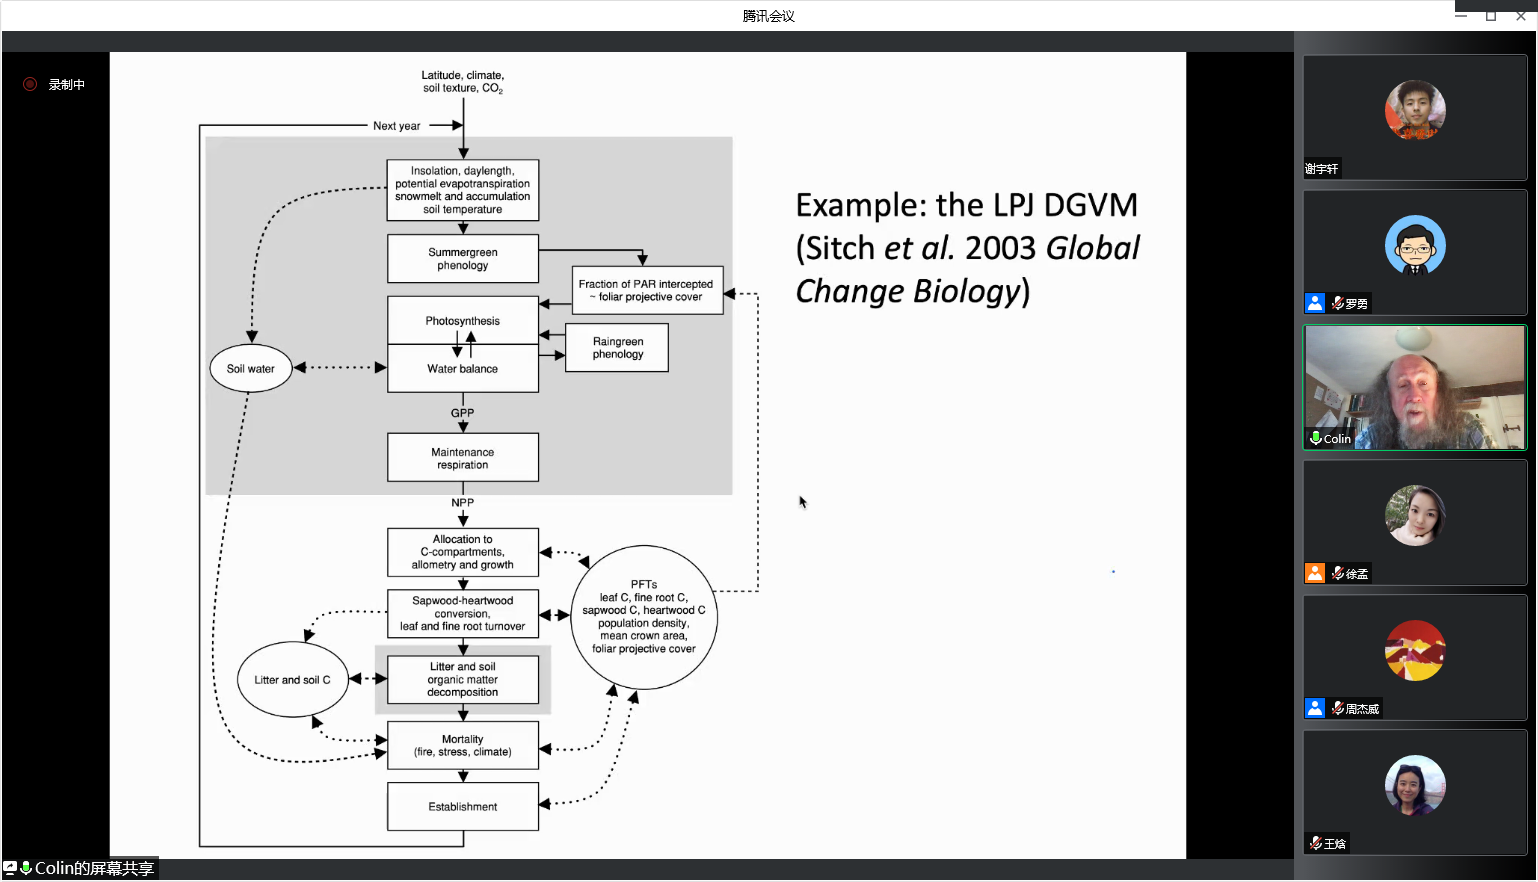 腾讯会议
录制中
Latitude, climate,
soil texture, CO₂
Next year
Insolation, daylength,
potential evapotranspiration
snowmelt and accumulation
soil temperature
Summergreen
phenology
Fraction of PAR intercepted
~ foliar projective cover
Photosynthesis
Raingreen
phenology
Soil water
Water balance
GPP
Maintenance
respiration
NPP
Allocation to
C-compartments,
allometry and growth
PFTs
leaf C, fine root C,
sapwood C, heartwood C
population density,
mean crown area,
foliar projective cover
Sapwood-heartwood
conversion,
leaf and fine root turnover
Litter and soil C
Litter and soil
organic matter
decomposition
Mortality
(fire, stress, climate)
Establishment
Example: the LPJ DGVM
(Sitch et al. 2003 Global
Change Biology)
谢宇轩
罗勇
Colin
徐孟
周杰威
王焓
Colin的屏幕共享